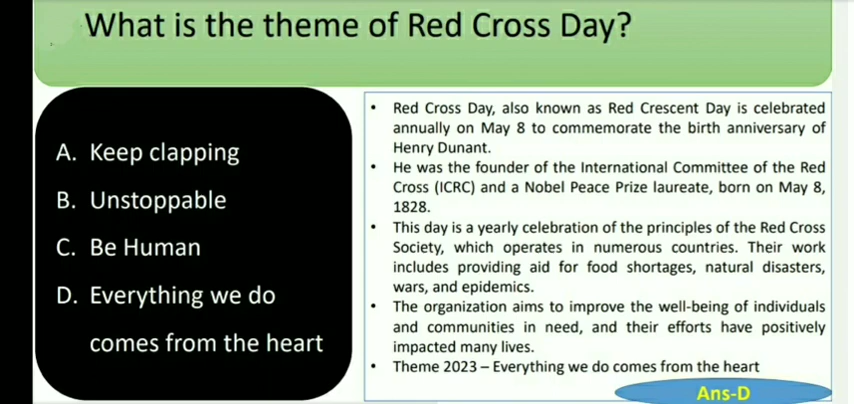 What is the theme of Red Cross Day?
A. Keep clapping
B. Unstoppable
C. Be Human
D. Everything we do
comes from the heart
• Red Cross Day, also known as Red Crescent Day is celebrated
annually on May 8 to commemorate the birth anniversary of
Henry Dunant.
• He was the founder of the International Committee of the Red
Cross (ICRC) and a Nobel Peace Prize laureate, born on May 8,
1828.
• This day is a yearly celebration of the principles of the Red Cross
Society, which operates in numerous countries. Their work
includes providing aid for food shortages, natural disasters,
wars, and epidemics.
• The organization aims to improve the well-being of individuals
and communities in need, and their efforts have positively
impacted many lives.
• Theme 2023 – Everything we do comes from the heart
Ans-D